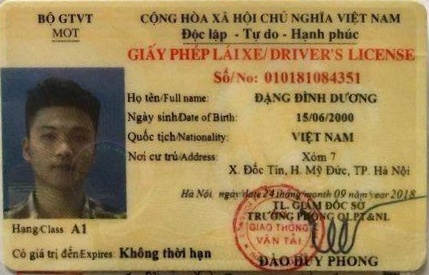 BỘ GTVT
MOT
CỘNG HÒA XÃ HỘI CHỦ NGHĨA VIỆT NAM
Độc lập - Tự do - Hạnh phúc
GIẤY PHÉP LÁI XE/ DRIVER'S LICENSE
Số/No: 010181084351
Họ tên/Full name: ĐẶNG ĐÌNH DƯƠNG
Ngày sinh/Date of Birth: 15/06/2000
Quốc tịch/Nationality: VIỆT NAM
Nơi cư trú/Address: Xóm 7
X. Đốc Tín, H. Mỹ Đức, TP. Hà Nội
Hà Nội, ngày/date 24 tháng/month 09 năm/year 2018
TL. GIÁM ĐỐC SỞ
TRƯỞNG PHÒNG QLPT&NL
GIAO THÔNG
VẬN TẢI
Hạng/Class A1
Có giá trị đến/Expires: Không thời hạn
ĐÀO DUY PHONG